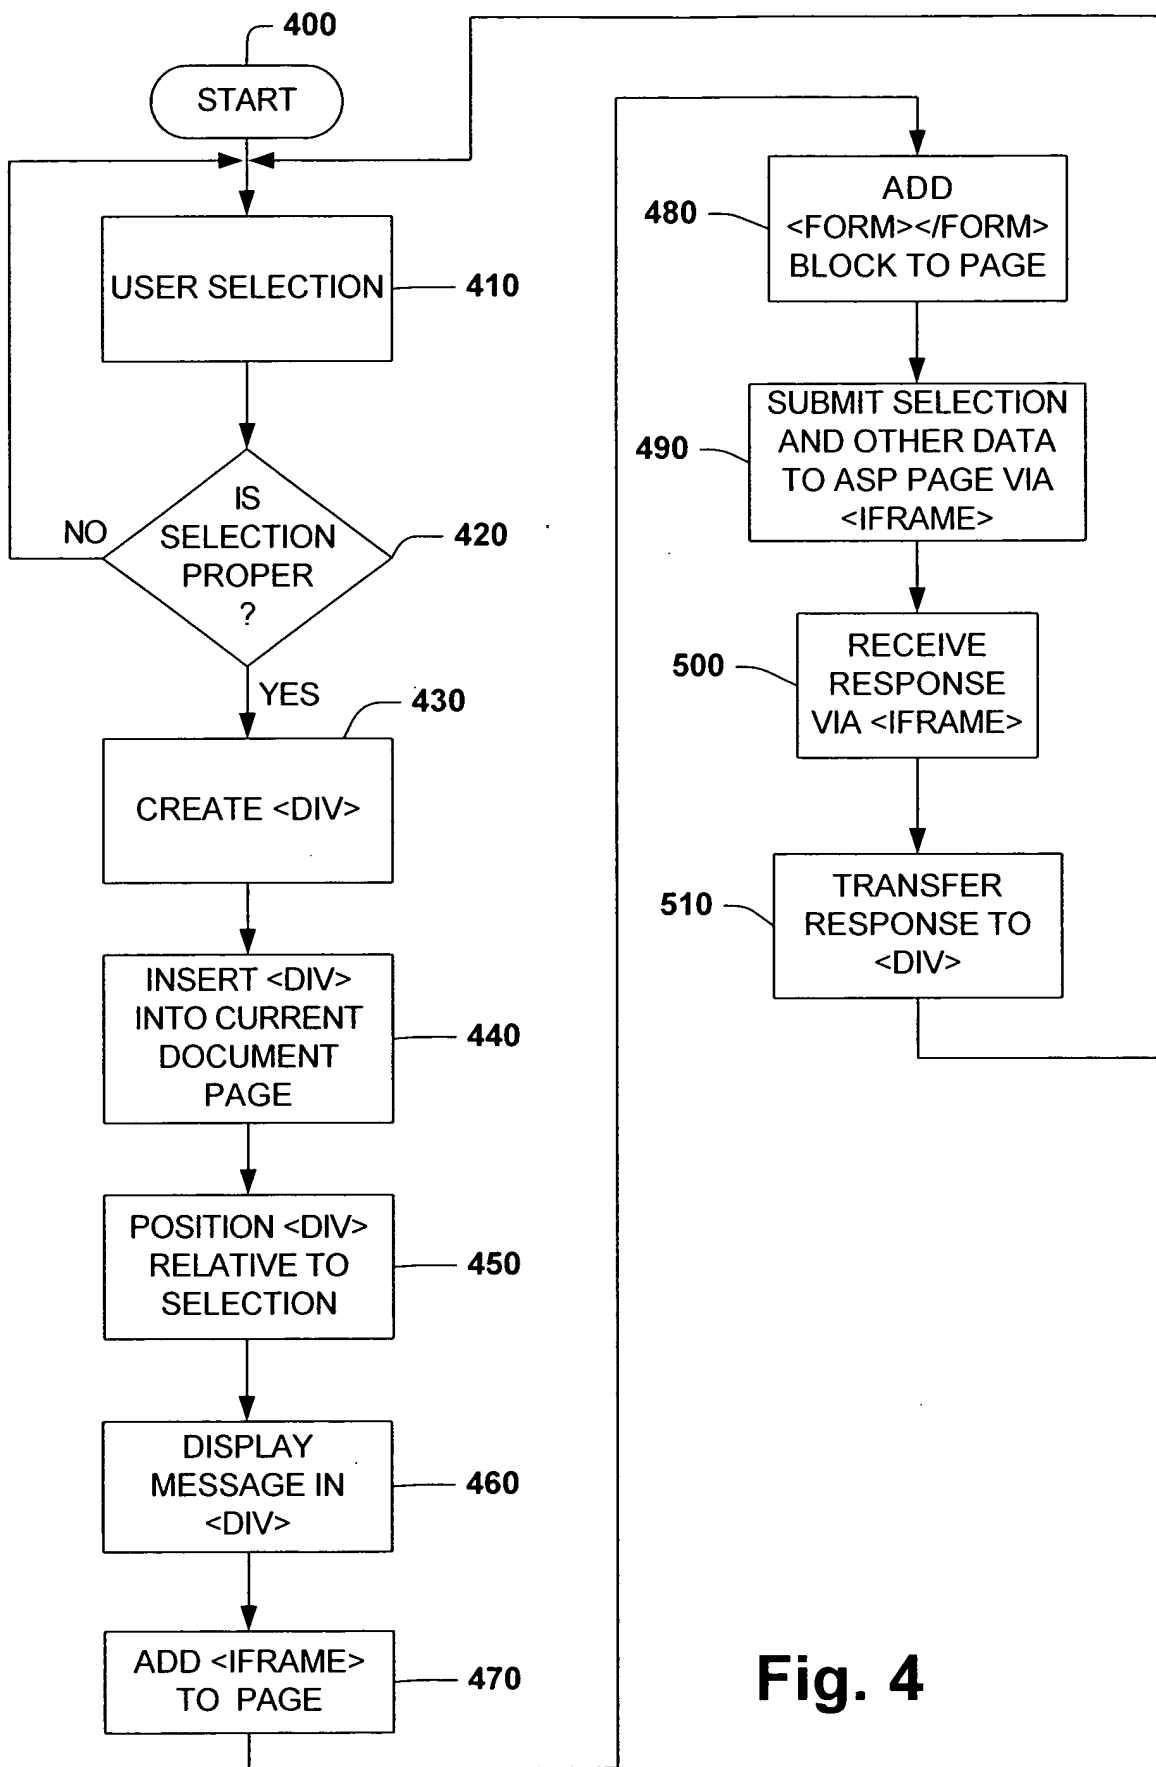 400
START
USER SELECTION
410
IS
SELECTION
PROPER
?
420
NO
YES
430
CREATE <DIV>
INSERT <DIV>
INTO CURRENT
DOCUMENT
PAGE
440
POSITION <DIV>
RELATIVE TO
SELECTION
450
DISPLAY
MESSAGE IN
<DIV>
460
ADD <IFRAME>
TO PAGE
470
480
ADD
<FORM></FORM>
BLOCK TO PAGE
490
SUBMIT SELECTION
AND OTHER DATA
TO ASP PAGE VIA
<IFRAME>
500
RECEIVE
RESPONSE
VIA <IFRAME>
510
TRANSFER
RESPONSE TO
<DIV>
Fig. 4